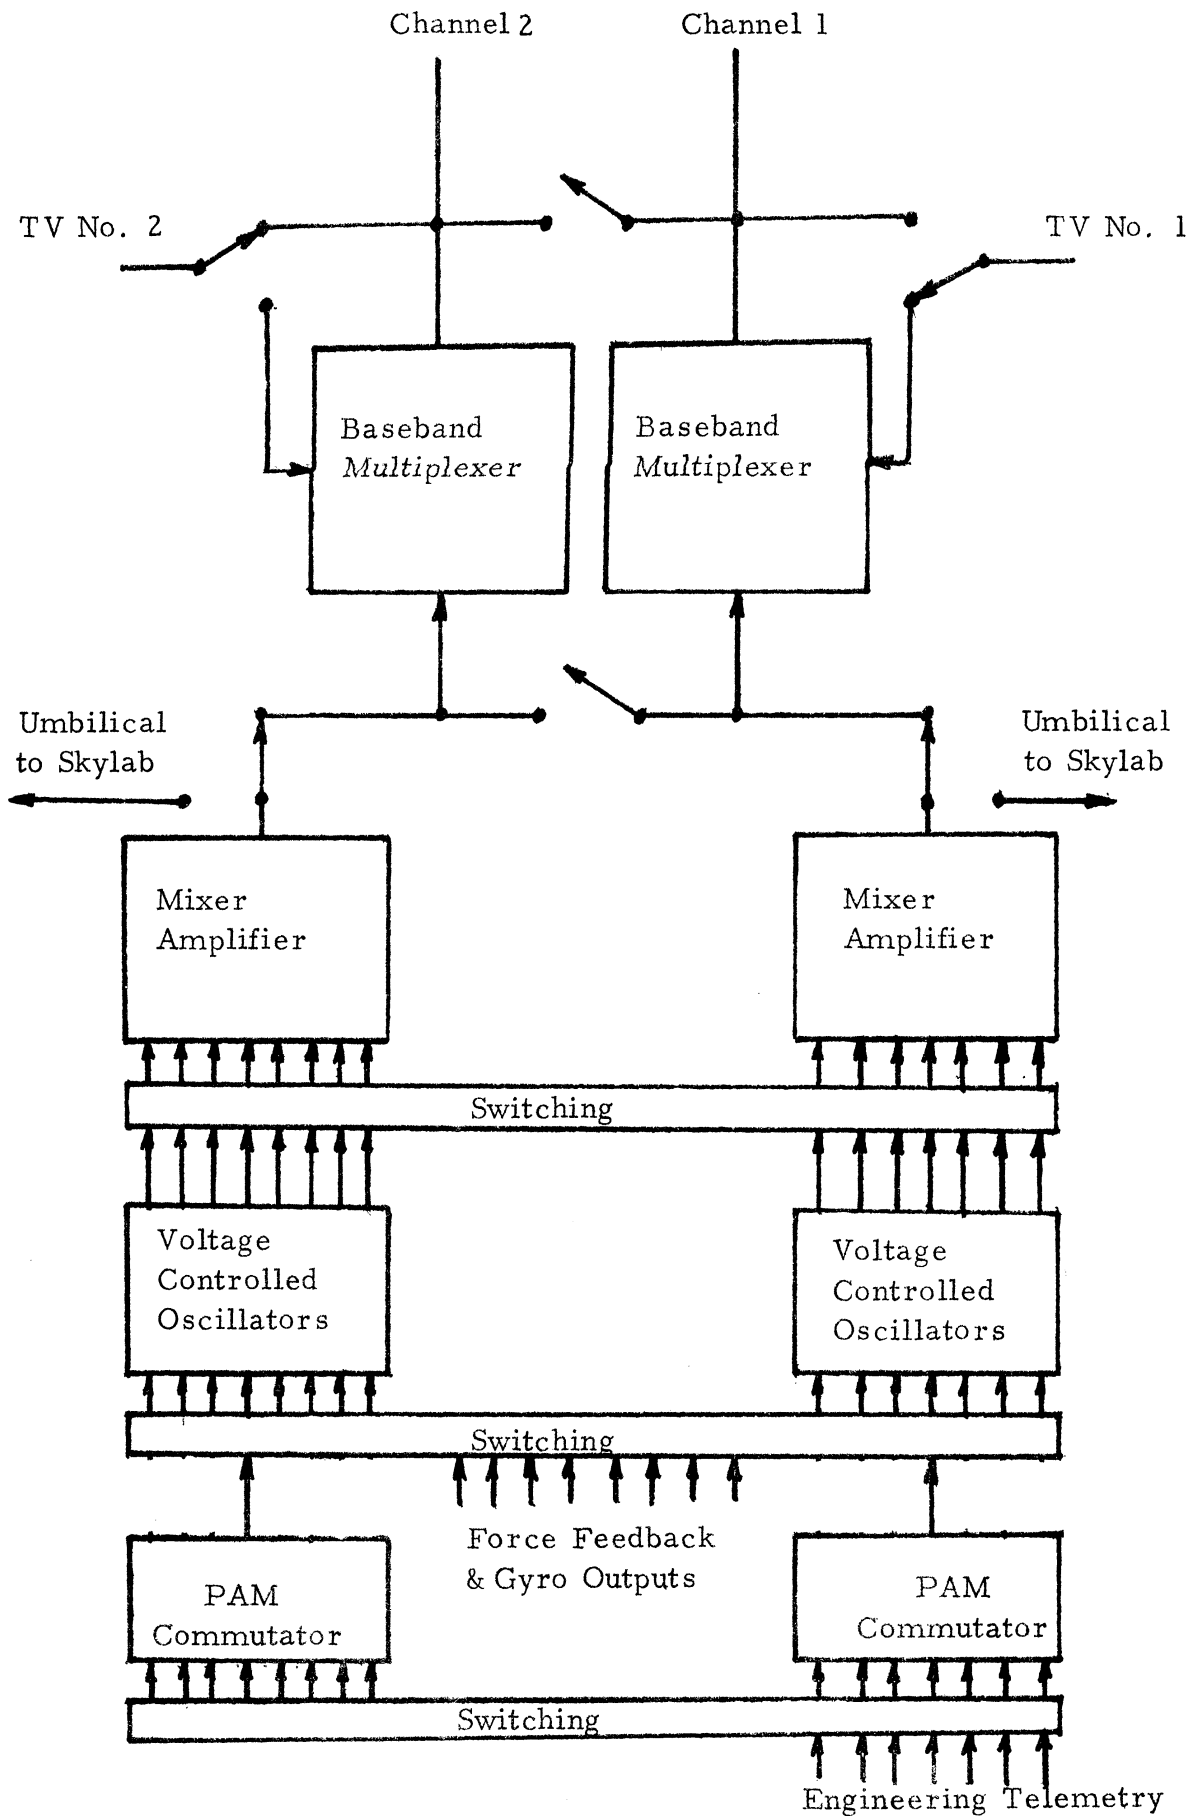 Channel 2
Channel 1
TV No. 2
TV No. 1
Baseband
Multiplexer
Baseband
Multiplexer
Umbilical
to Skylab
Umbilical
to Skylab
Mixer
Amplifier
Mixer
Amplifier
Switching
Voltage
Controlled
Oscillators
Voltage
Controlled
Oscillators
Switching
Force Feedback
& Gyro Outputs
PAM
Commutator
PAM
Commutator
Switching
Engineering Telemetry